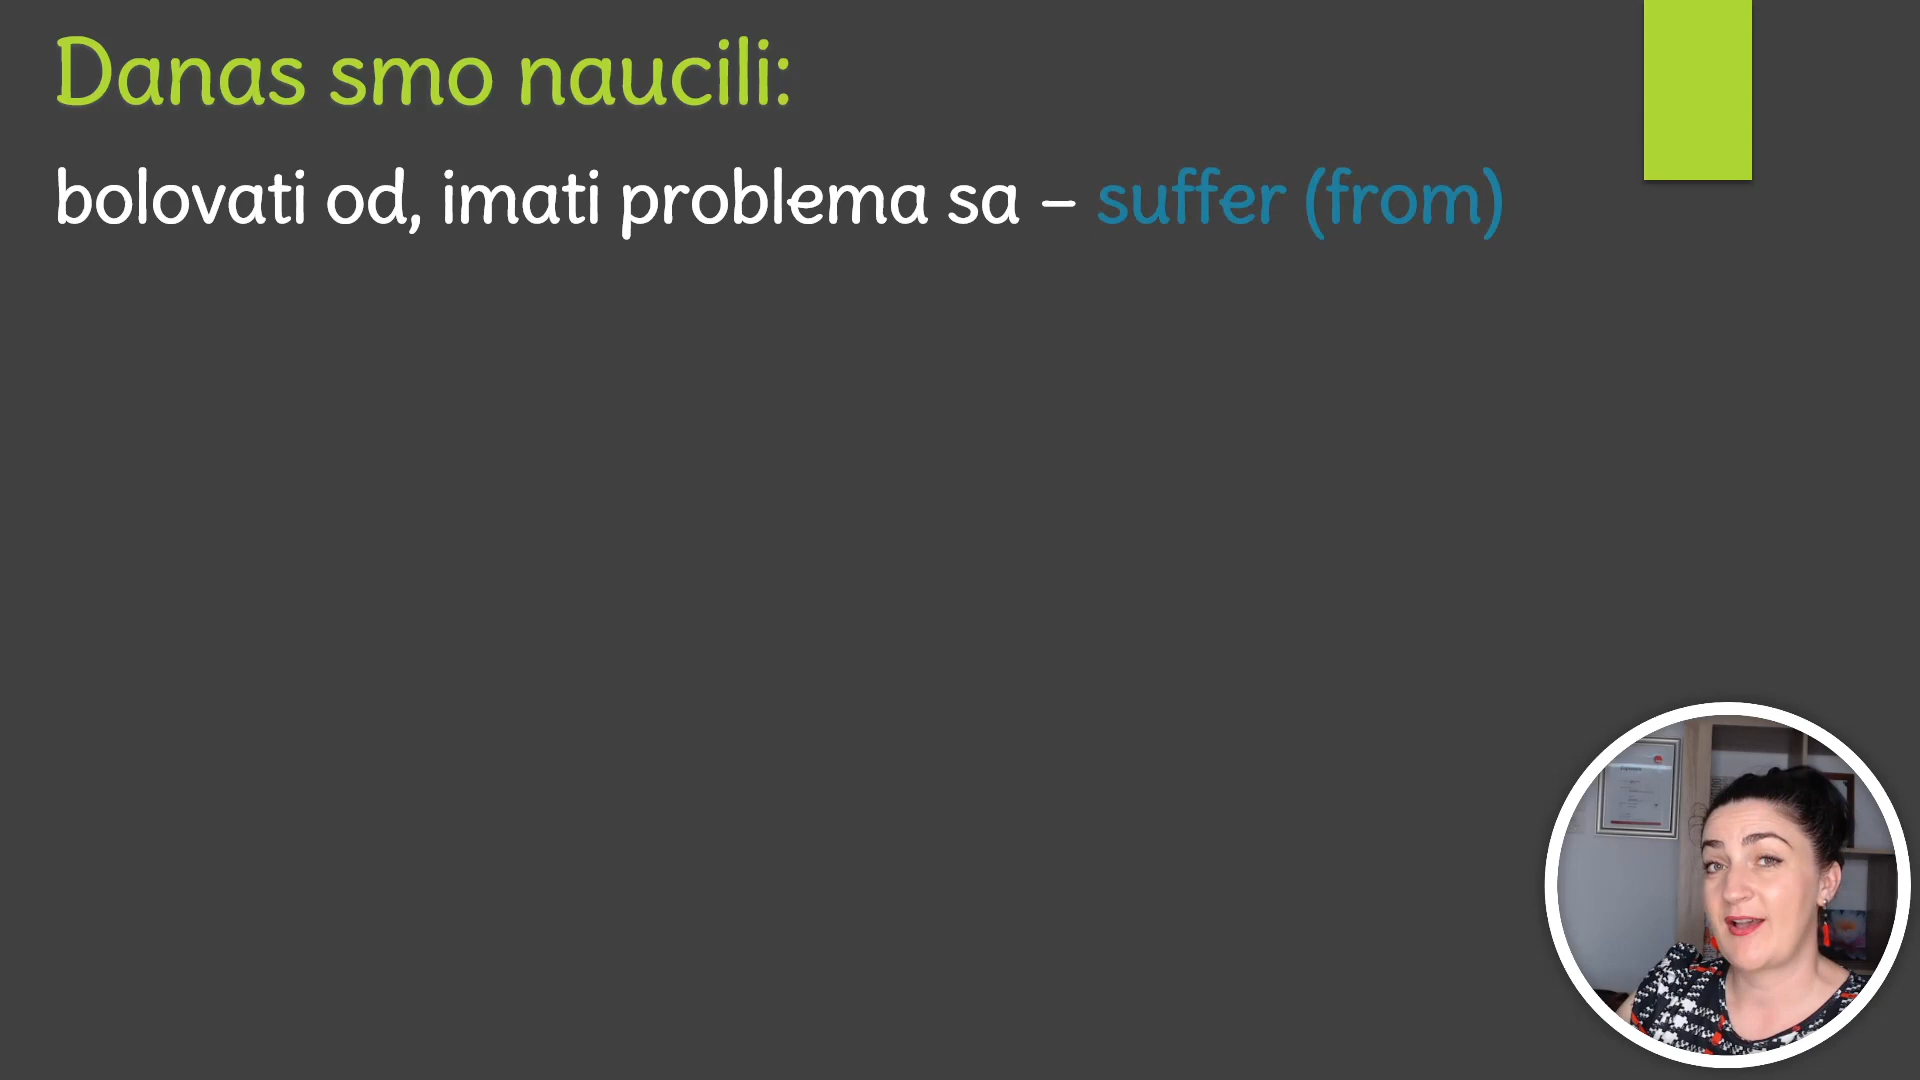 Danas smo naucili:
bolovati od, imati problema sa – suffer (from)